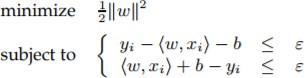 minimize ½‖w‖²
subject to { yᵢ − ⟨w, xᵢ⟩ − b ≤ ε
⟨w, xᵢ⟩ + b − yᵢ ≤ ε